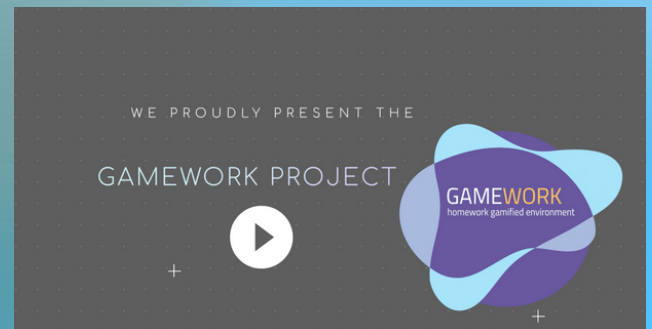 WE PROUDLY PRESENT THE
GAMEWORK PROJECT
GAMEWORK
homework gamified environment